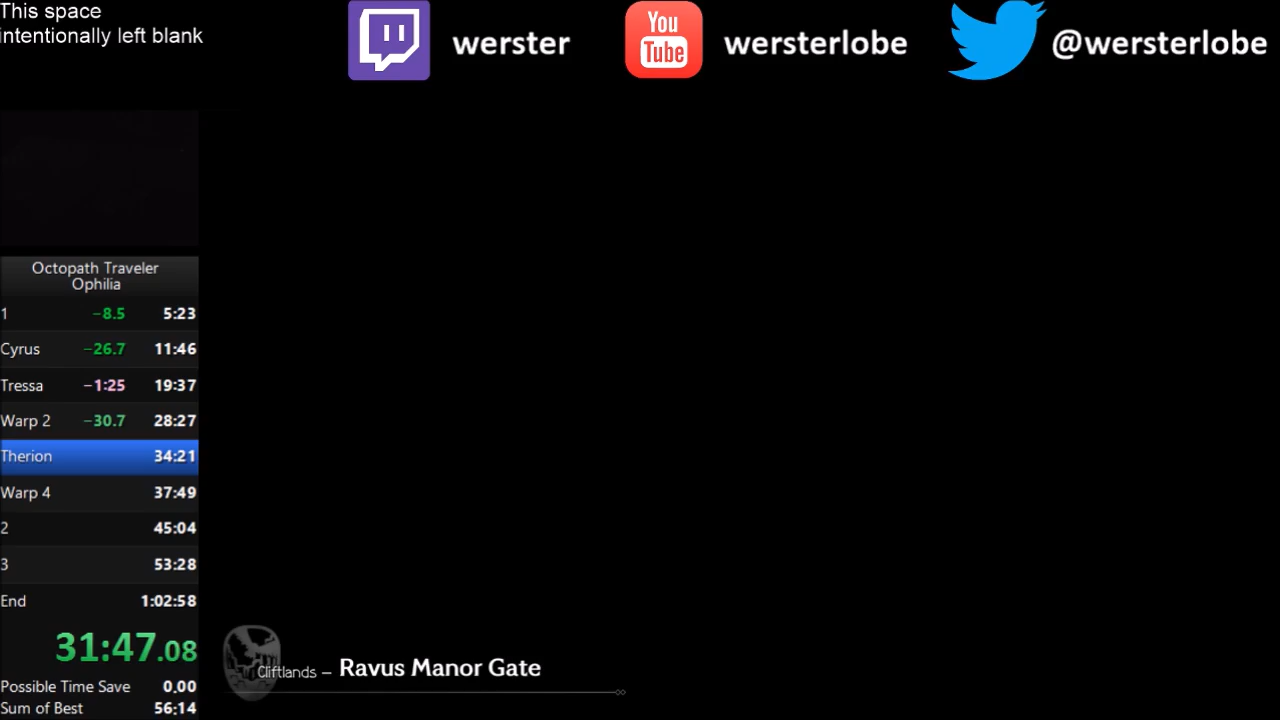 This space
intentionally left blank
werster
You
Tube
wersterlobe
@wersterlobe
Octopath Traveler
Ophilia
1 −8.5 5:23
Cyrus −26.7 11:46
Tressa −1:25 19:37
Warp 2 −30.7 28:27
Therion 34:21
Warp 4 37:49
2 45:04
3 53:28
End 1:02:58
31:47.08
Possible Time Save 0.00
Sum of Best 56:14
Cliftlands – Ravus Manor Gate